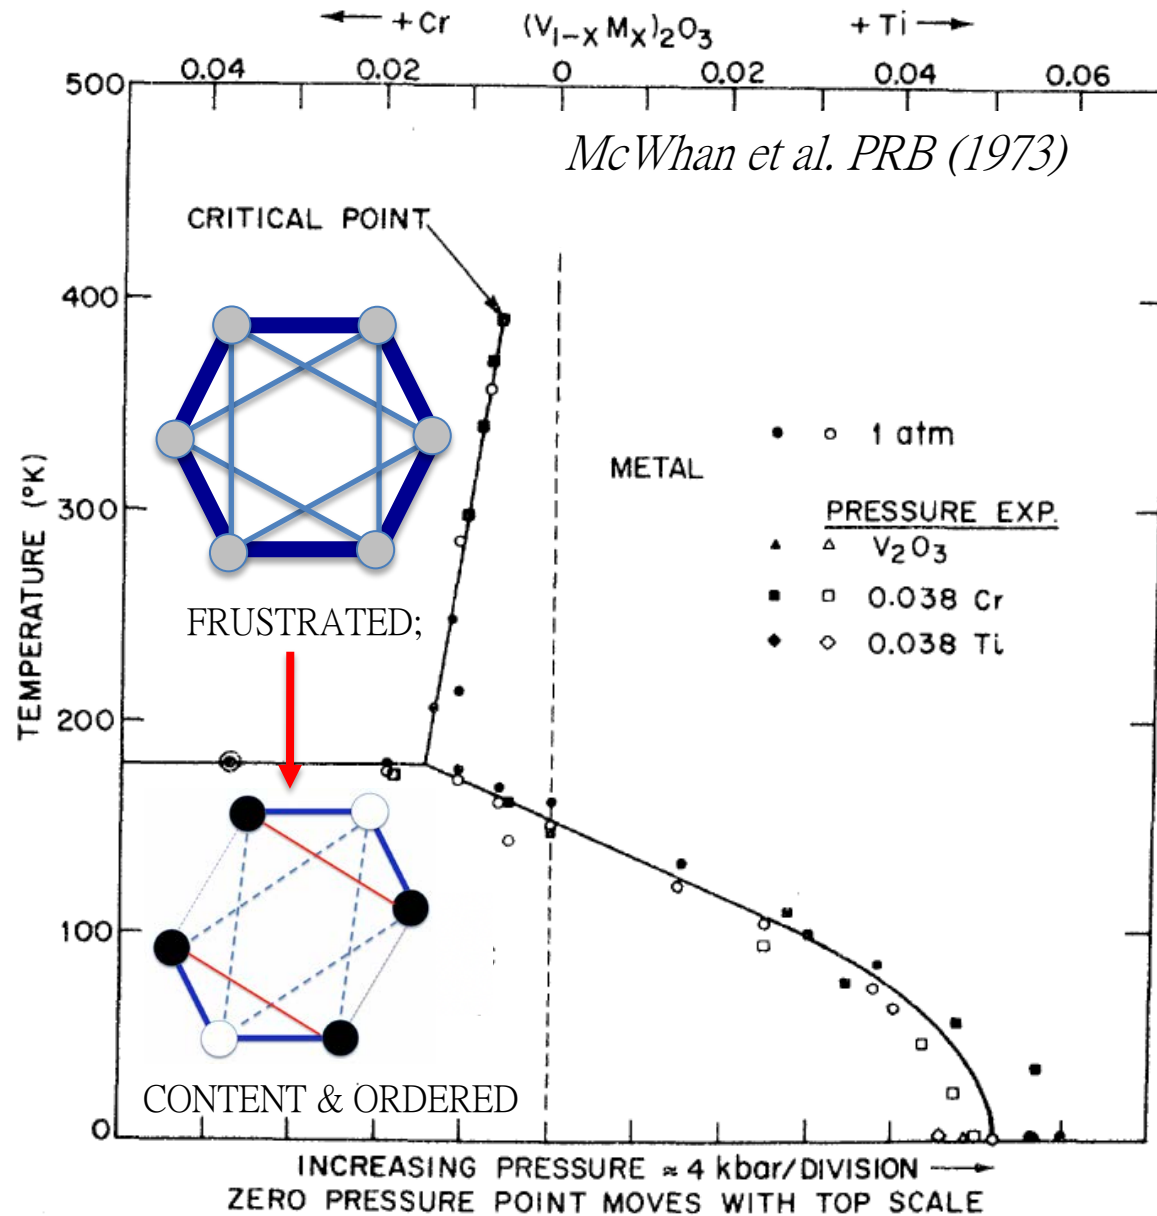 ← +Cr (V₁₋ₓMₓ)₂O₃ +Ti →
0.04 0.02 0 0.02 0.04 0.06
500
McWhan et al. PRB (1973)
CRITICAL POINT
400
1 atm
METAL
300
PRESSURE EXP.
V₂O₃
0.038 Cr
0.038 Ti
FRUSTRATED;
TEMPERATURE (°K)
200
100
CONTENT & ORDERED
0
INCREASING PRESSURE ≈ 4 kbar/DIVISION →
ZERO PRESSURE POINT MOVES WITH TOP SCALE